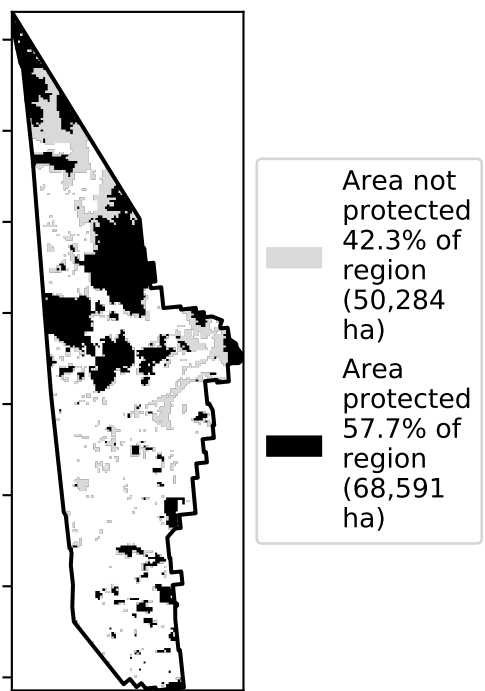 Area not
protected
42.3% of
region
(50,284
ha)
Area
protected
57.7% of
region
(68,591
ha)